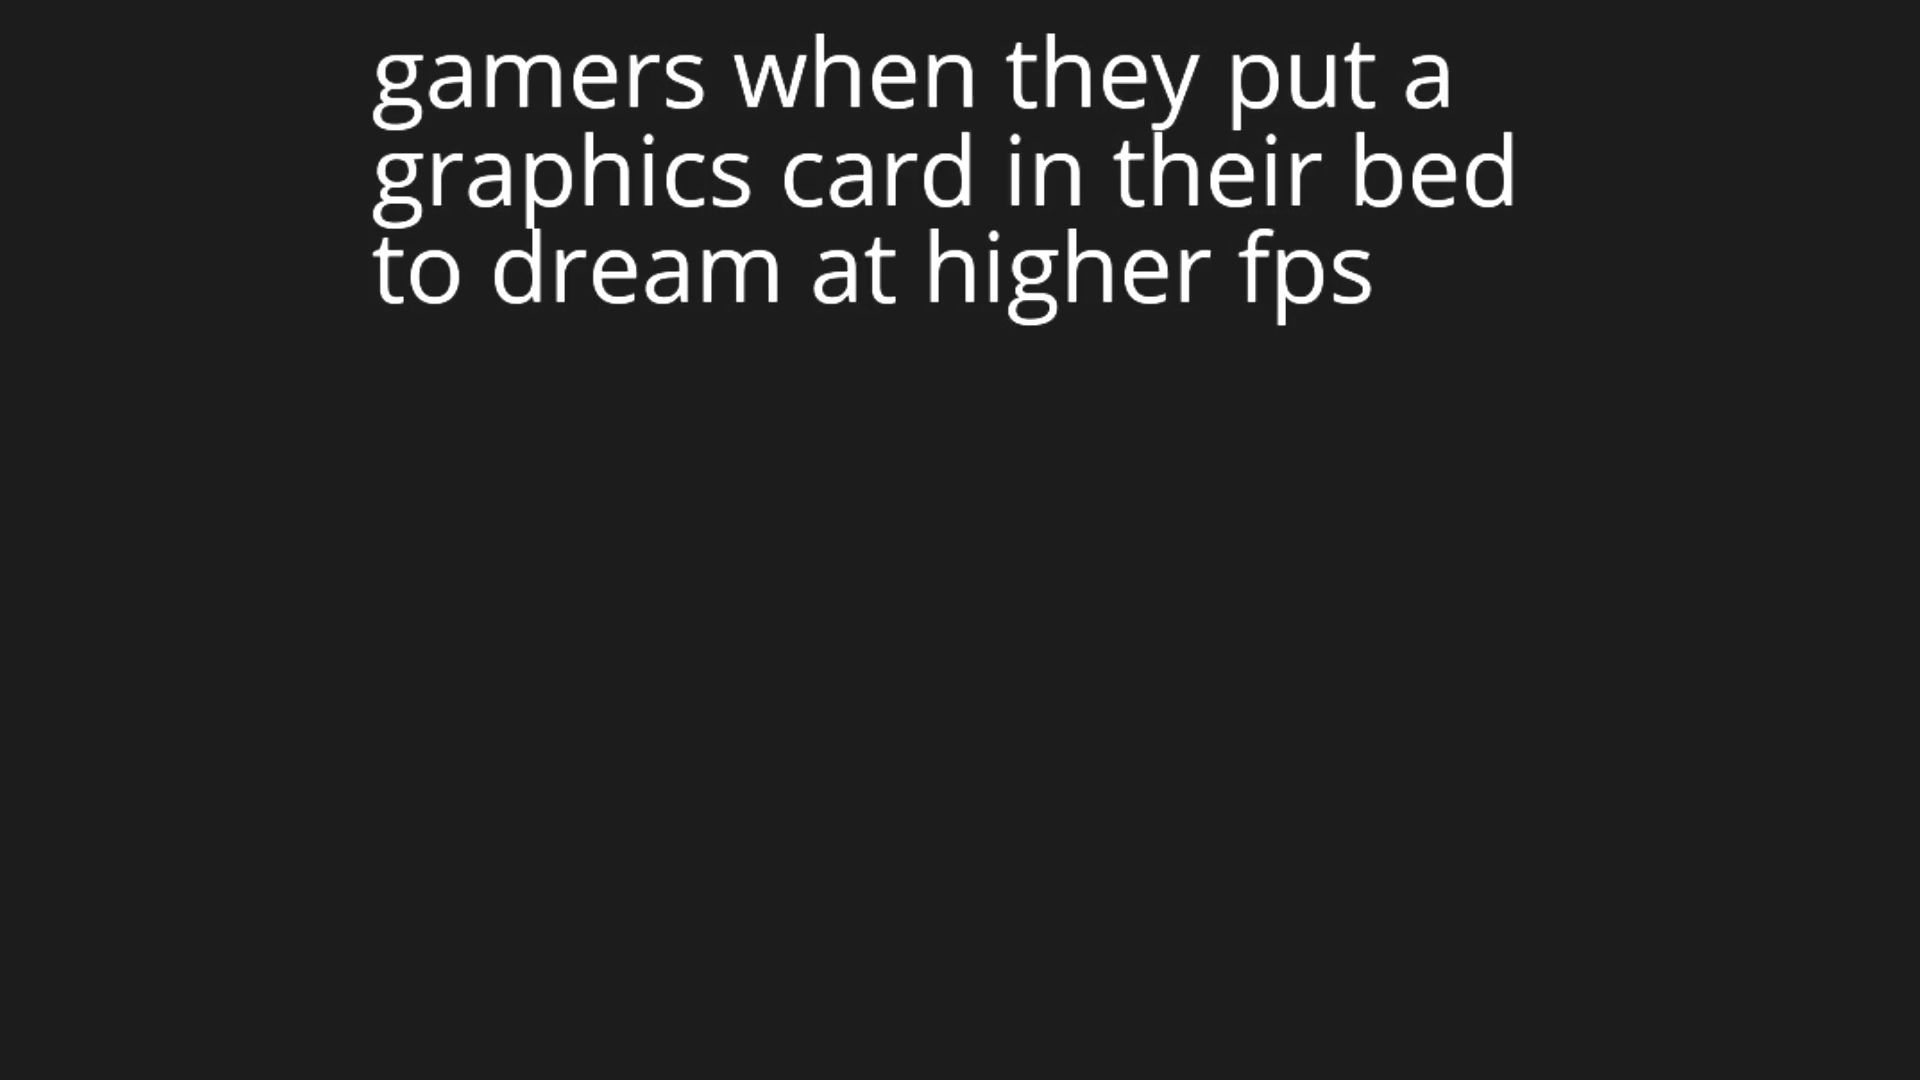 gamers when they put a
graphics card in their bed
to dream at higher fps